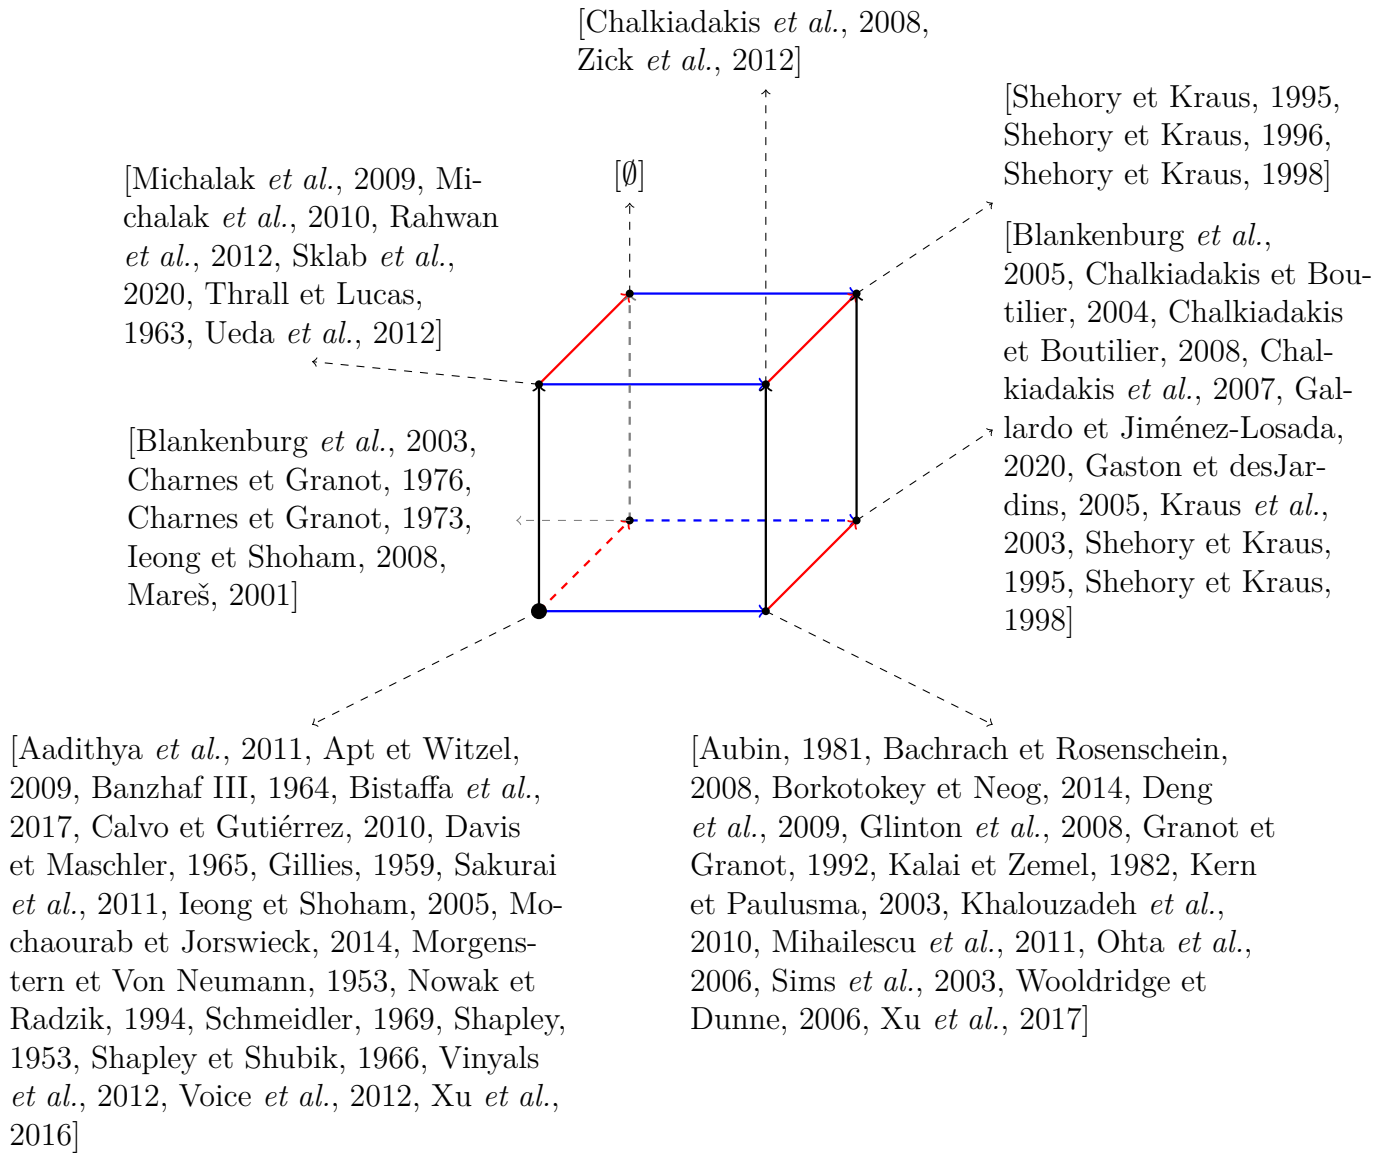 [Chalkiadakis et al., 2008,
Zick et al., 2012]
[Shehory et Kraus, 1995,
Shehory et Kraus, 1996,
Shehory et Kraus, 1998]
[Michalak et al., 2009, Mi-
chalak et al., 2010, Rahwan
et al., 2012, Sklab et al.,
2020, Thrall et Lucas,
1963, Ueda et al., 2012]
[∅]
[Blankenburg et al.,
2005, Chalkiadakis et Bou-
tilier, 2004, Chalkiadakis
et Boutilier, 2008, Chal-
kiadakis et al., 2007, Gal-
lardo et Jiménez-Losada,
2020, Gaston et desJar-
dins, 2005, Kraus et al.,
2003, Shehory et Kraus,
1995, Shehory et Kraus,
1998]
[Blankenburg et al., 2003,
Charnes et Granot, 1976,
Charnes et Granot, 1973,
Ieong et Shoham, 2008,
Mareš, 2001]
[Aadithya et al., 2011, Apt et Witzel,
2009, Banzhaf III, 1964, Bistaffa et al.,
2017, Calvo et Gutiérrez, 2010, Davis
et Maschler, 1965, Gillies, 1959, Sakurai
et al., 2011, Ieong et Shoham, 2005, Mo-
chaourab et Jorswieck, 2014, Morgens-
tern et Von Neumann, 1953, Nowak et
Radzik, 1994, Schmeidler, 1969, Shapley,
1953, Shapley et Shubik, 1966, Vinyals
et al., 2012, Voice et al., 2012, Xu et al.,
2016]
[Aubin, 1981, Bachrach et Rosenschein,
2008, Borkotokey et Neog, 2014, Deng
et al., 2009, Glinton et al., 2008, Granot et
Granot, 1992, Kalai et Zemel, 1982, Kern
et Paulusma, 2003, Khalouzadeh et al.,
2010, Mihailescu et al., 2011, Ohta et al.,
2006, Sims et al., 2003, Wooldridge et
Dunne, 2006, Xu et al., 2017]